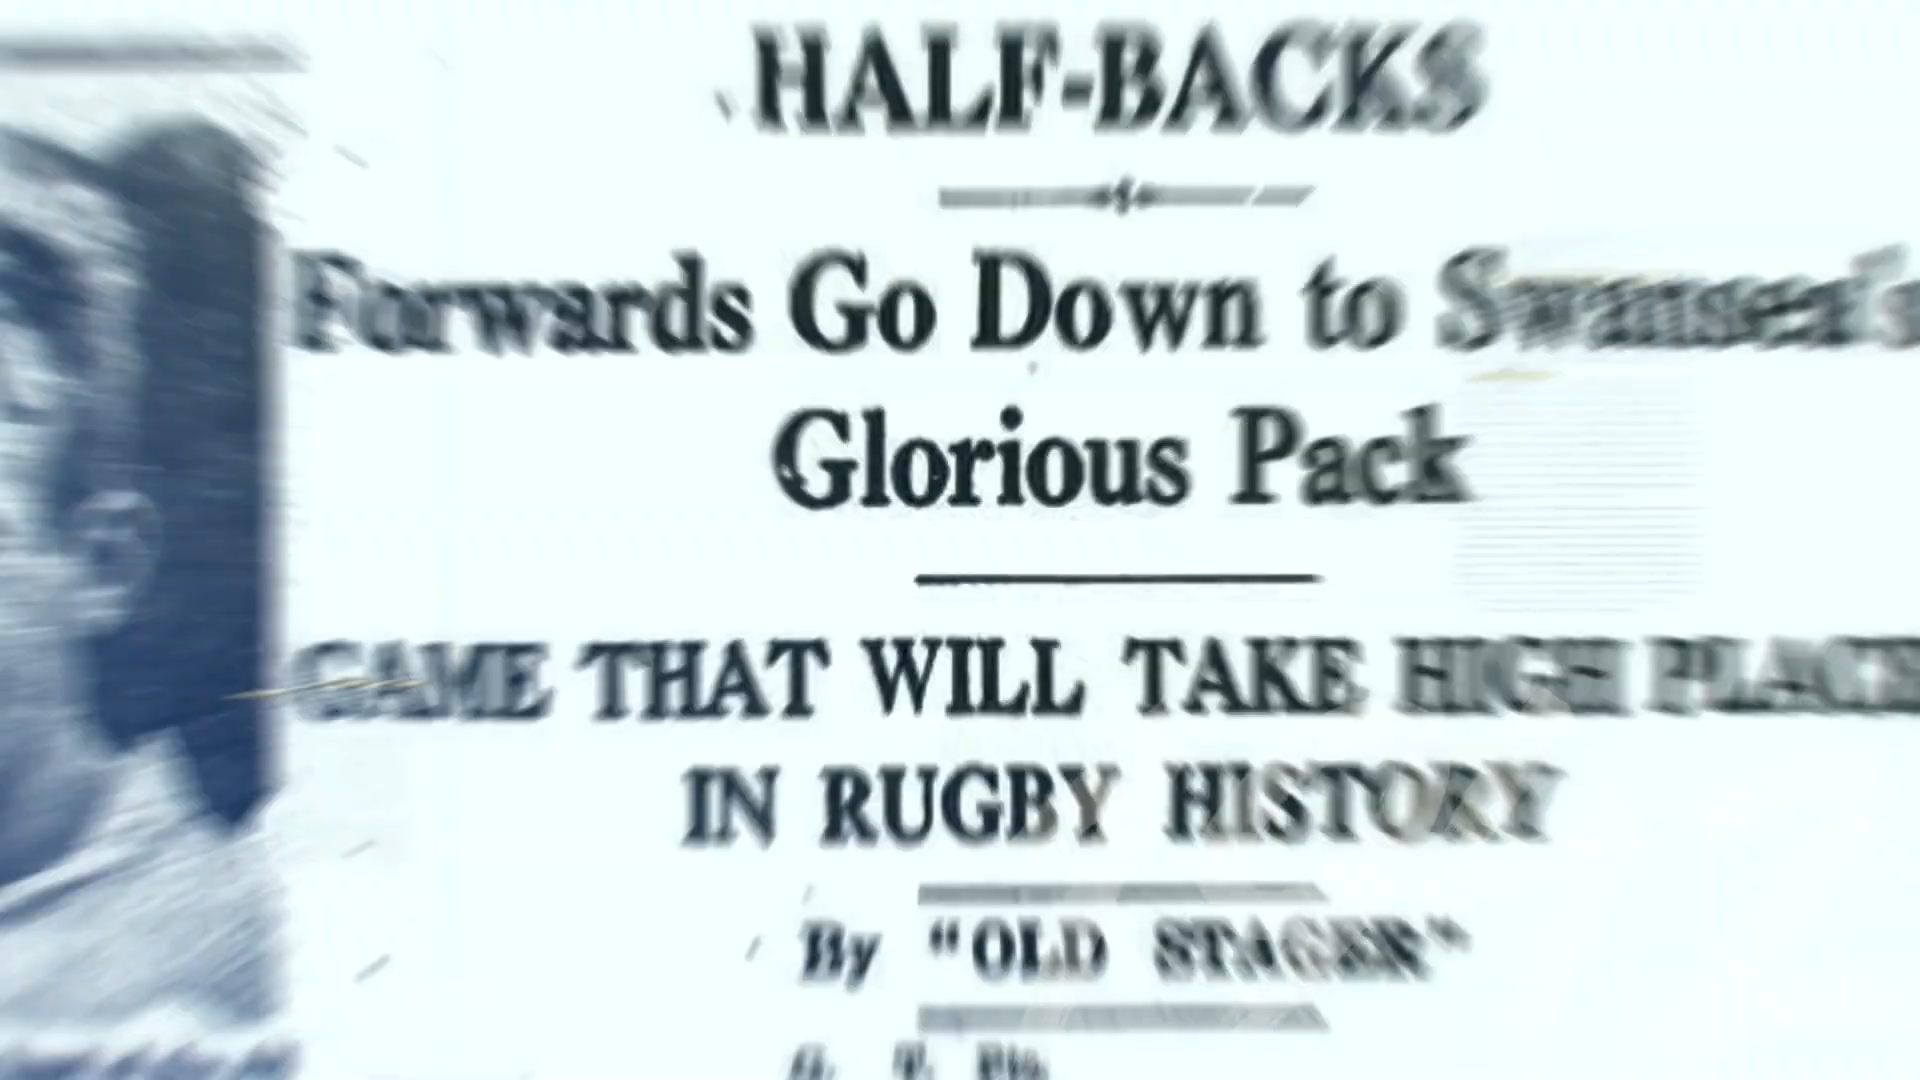 HALF-BACKS
Forwards Go Down to Swansea's
Glorious Pack
GAME THAT WILL TAKE HIGH PLACE
IN RUGBY HISTORY
By "OLD STAGER"